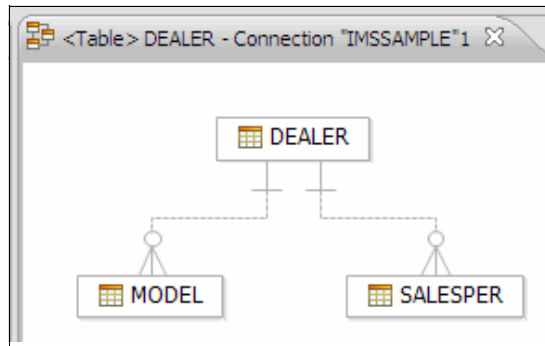 <Table> DEALER - Connection "IMSSAMPLE"1
DEALER
MODEL
SALESPER